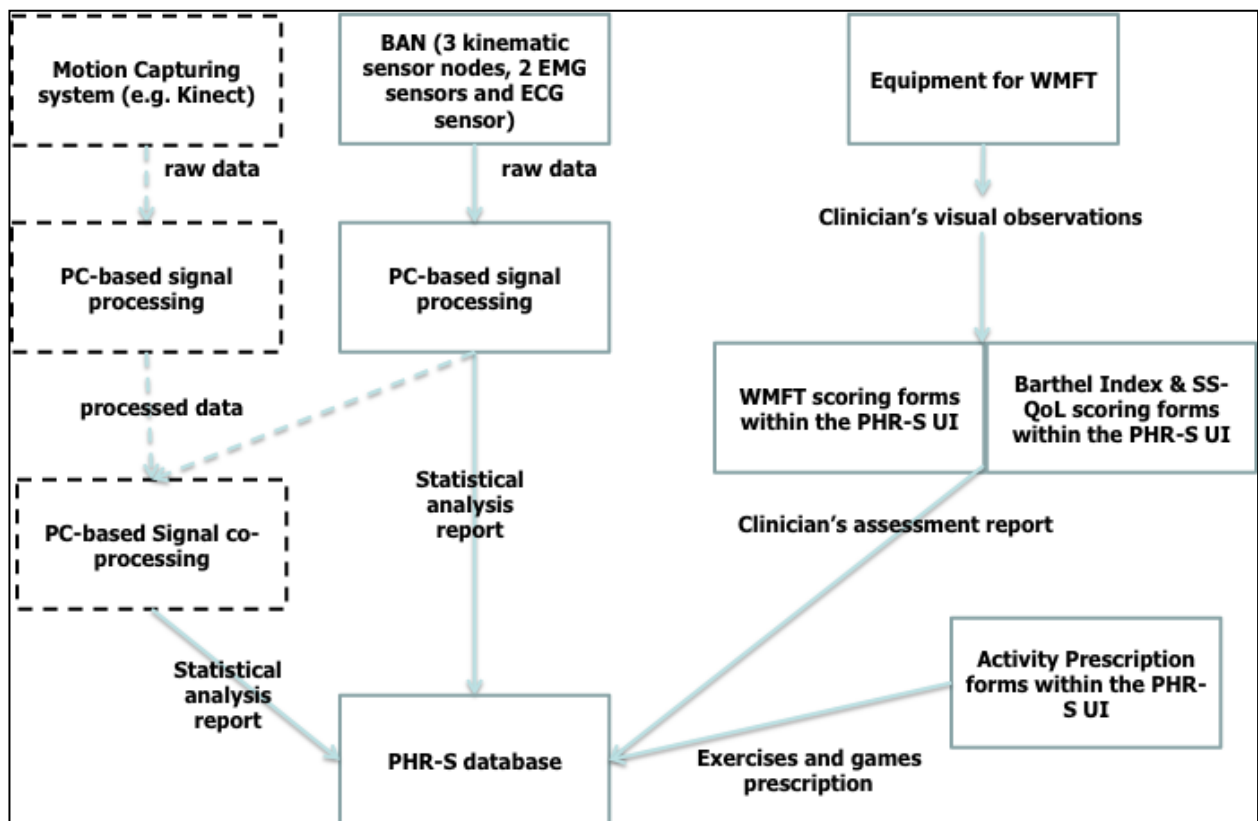 Motion Capturing
system (e.g. Kinect)
BAN (3 kinematic
sensor nodes, 2 EMG
sensors and ECG
sensor)
Equipment for WMFT
raw data
raw data
Clinician's visual observations
PC-based signal
processing
PC-based signal
processing
WMFT scoring forms
within the PHR-S UI
Barthel Index & SS-
QoL scoring forms
within the PHR-S UI
processed data
Statistical
analysis
report
Clinician's assessment report
PC-based Signal co-
processing
Statistical
analysis
report
Activity Prescription
forms within the PHR-
S UI
PHR-S database
Exercises and games
prescription